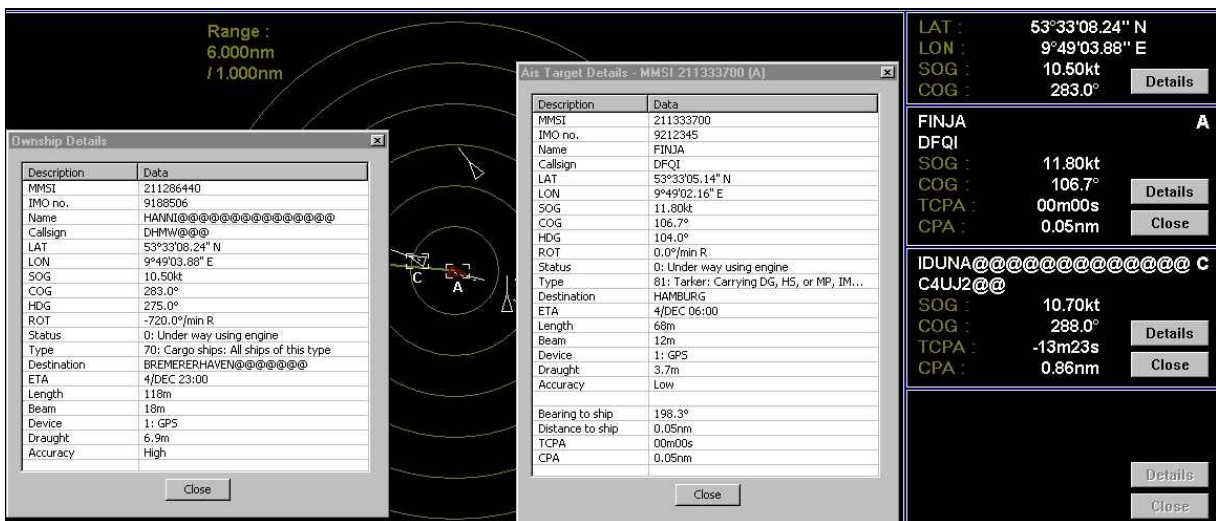 Range :
6.000nm
/ 1.000nm
C
A
Ownship Details
Description Data
MMSI 211286440
IMO no. 9188506
Name HANNI@@@@@@@@@@@@@@@
Callsign DHMW@@@
LAT 53°33'08.24" N
LON 9°49'03.88" E
SOG 10.50kt
COG 283.0°
HDG 275.0°
ROT -720.0°/min R
Status 0: Under way using engine
Type 70: Cargo ships: All ships of this type
Destination BREMERERHAVEN@@@@@@@
ETA 4/DEC 23:00
Length 118m
Beam 18m
Device 1: GPS
Draught 6.9m
Accuracy High
Close
Ais Target Details - MMSI 211333700 (A)
Description Data
MMSI 211333700
IMO no. 9212345
Name FINJA
Callsign DFQI
LAT 53°33'05.14" N
LON 9°49'02.16" E
SOG 11.80kt
COG 106.7°
HDG 104.0°
ROT 0.0°/min R
Status 0: Under way using engine
Type 81: Tarker: Carrying DG, HS, or MP, IM...
Destination HAMBURG
ETA 4/DEC 06:00
Length 68m
Beam 12m
Device 1: GPS
Draught 3.7m
Accuracy Low
Bearing to ship 198.3°
Distance to ship 0.05nm
TCPA 00m00s
CPA 0.05nm
Close
LAT : 53°33'08.24" N
LON : 9°49'03.88" E
SOG : 10.50kt
COG : 283.0° Details
FINJA A
DFQI
SOG : 11.80kt
COG : 106.7° Details
TCPA : 00m00s
CPA : 0.05nm Close
IDUNA@@@@@@@@@@@@@@ C
C4UJ2@@
SOG : 10.70kt
COG : 288.0° Details
TCPA : -13m23s
CPA : 0.86nm Close
Details
Close